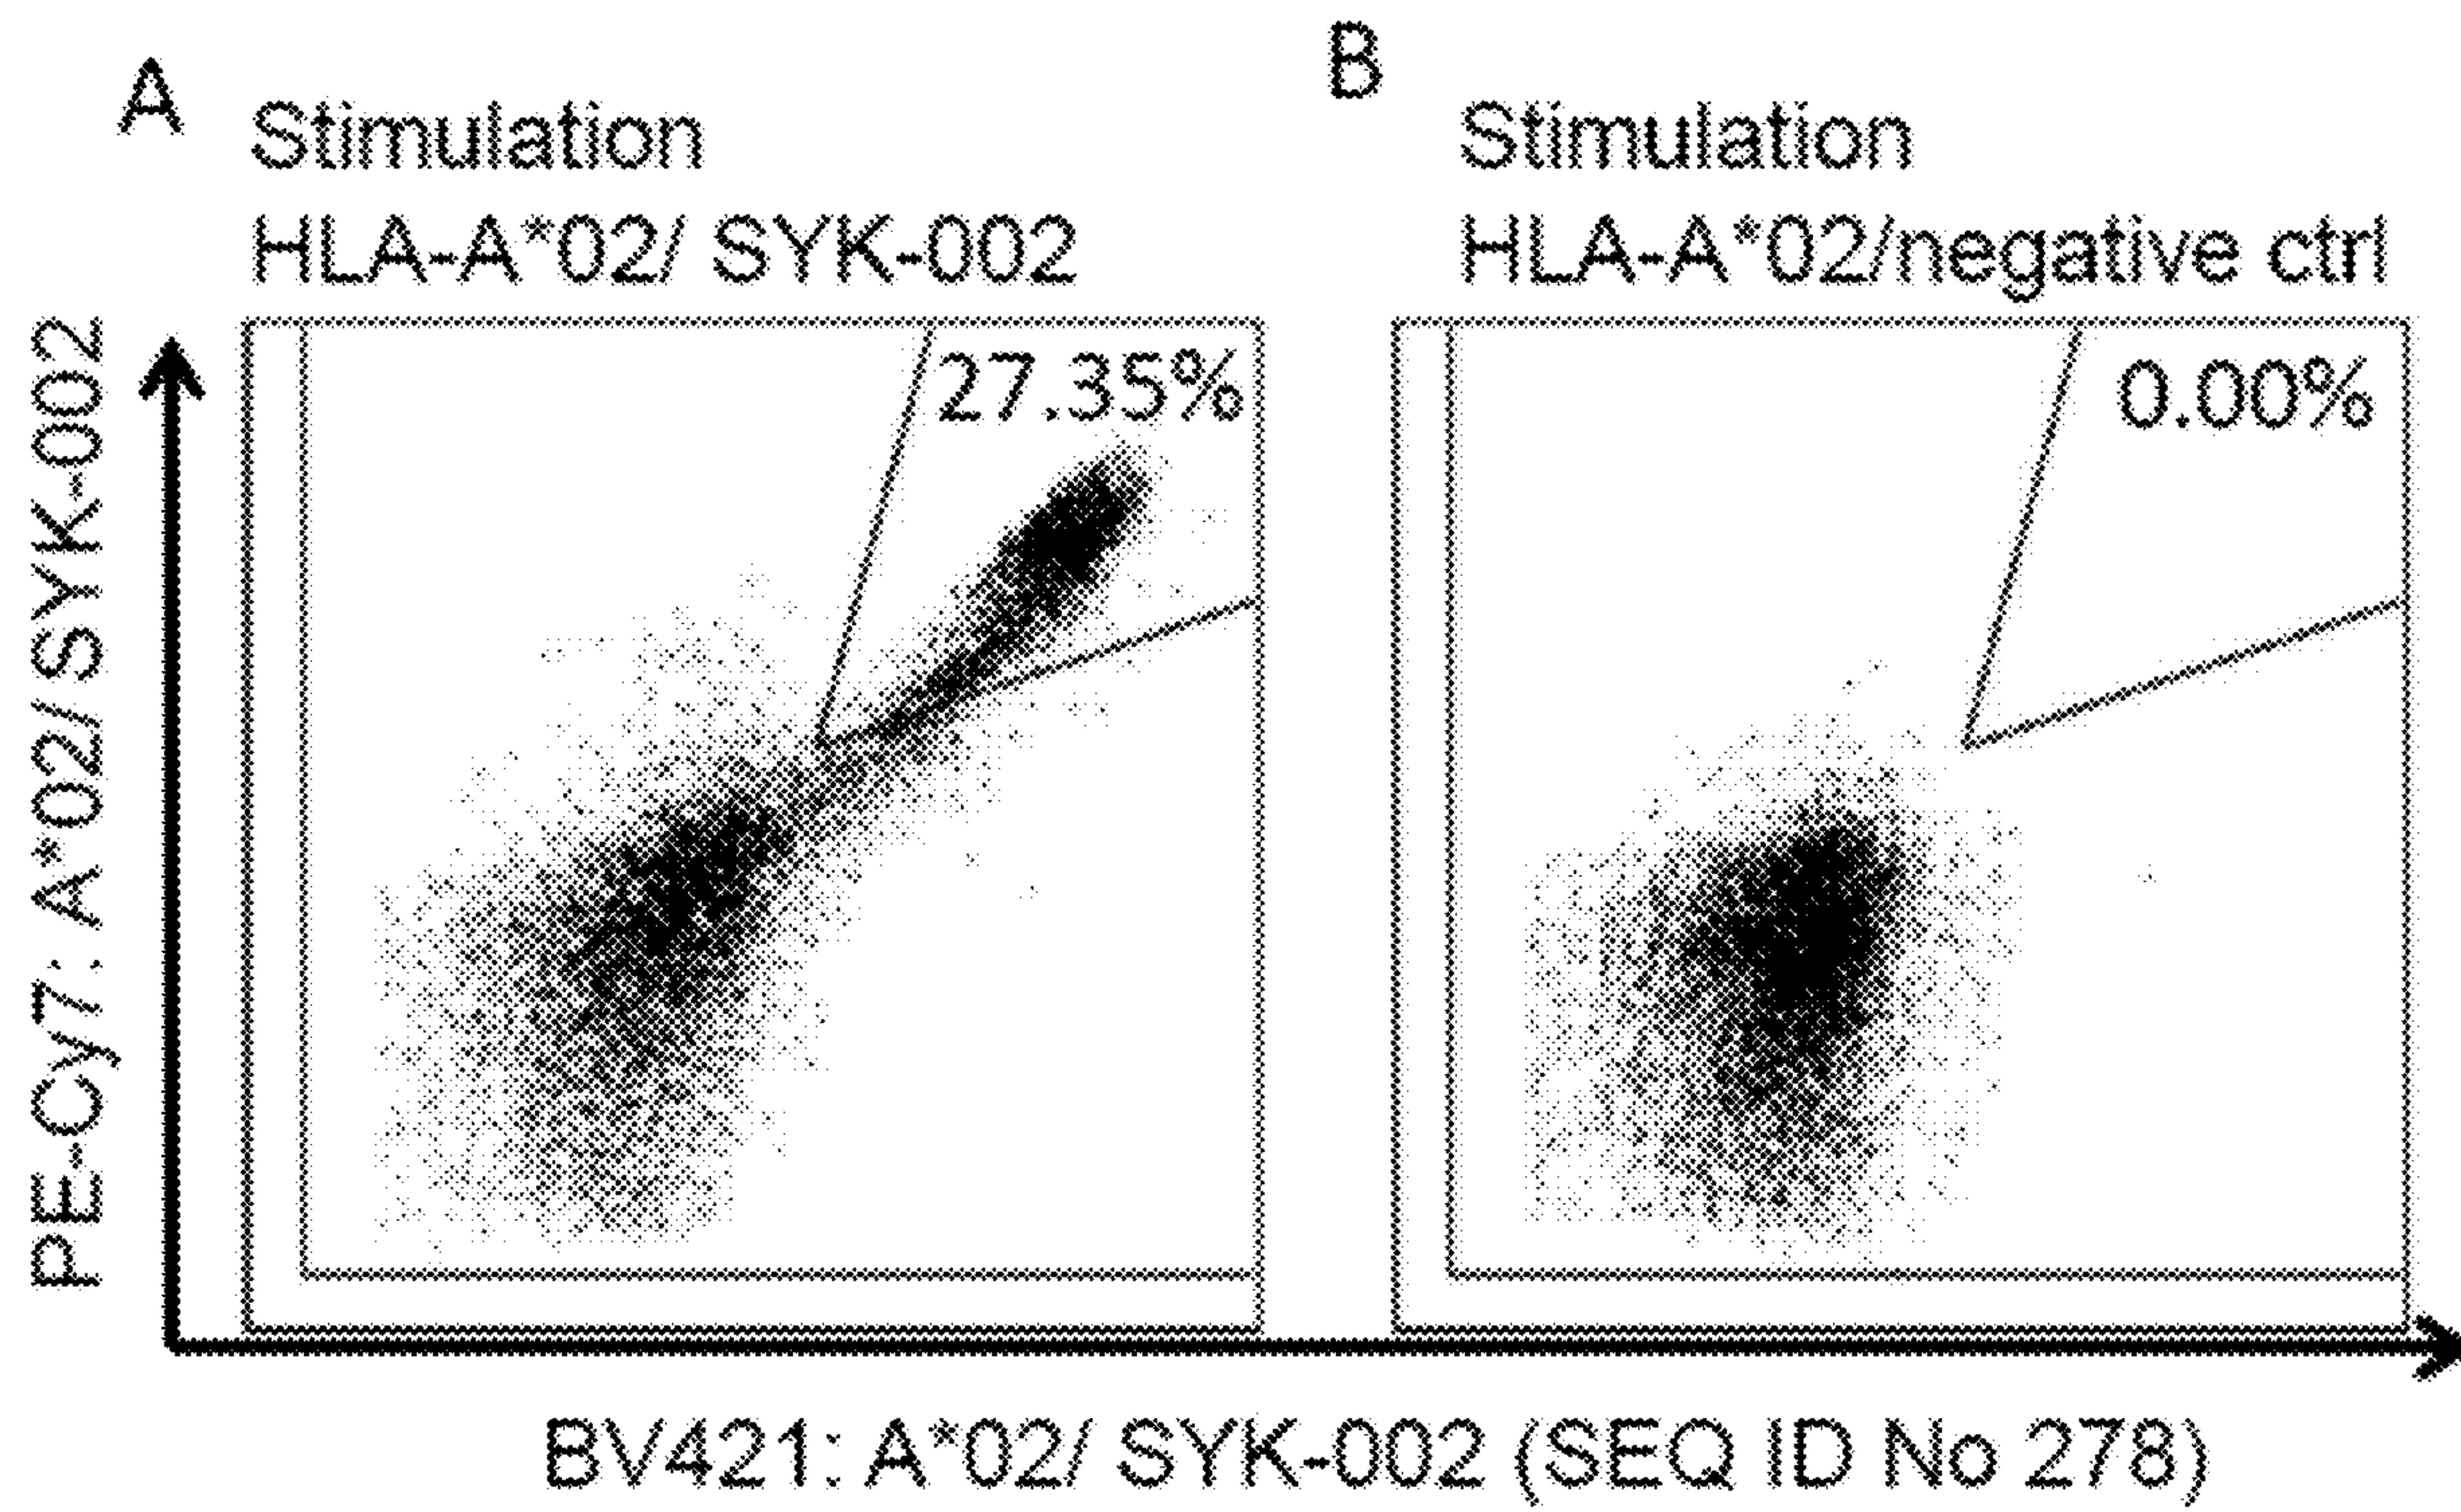 A
Stimulation
HLA-A*02/ SYK-002
B
Stimulation
HLA-A*02/negative ctrl
PE-Cy7: A*02/ SYK-002
27.35%
0.00%
BV421: A*02/ SYK-002 (SEQ ID No 278)